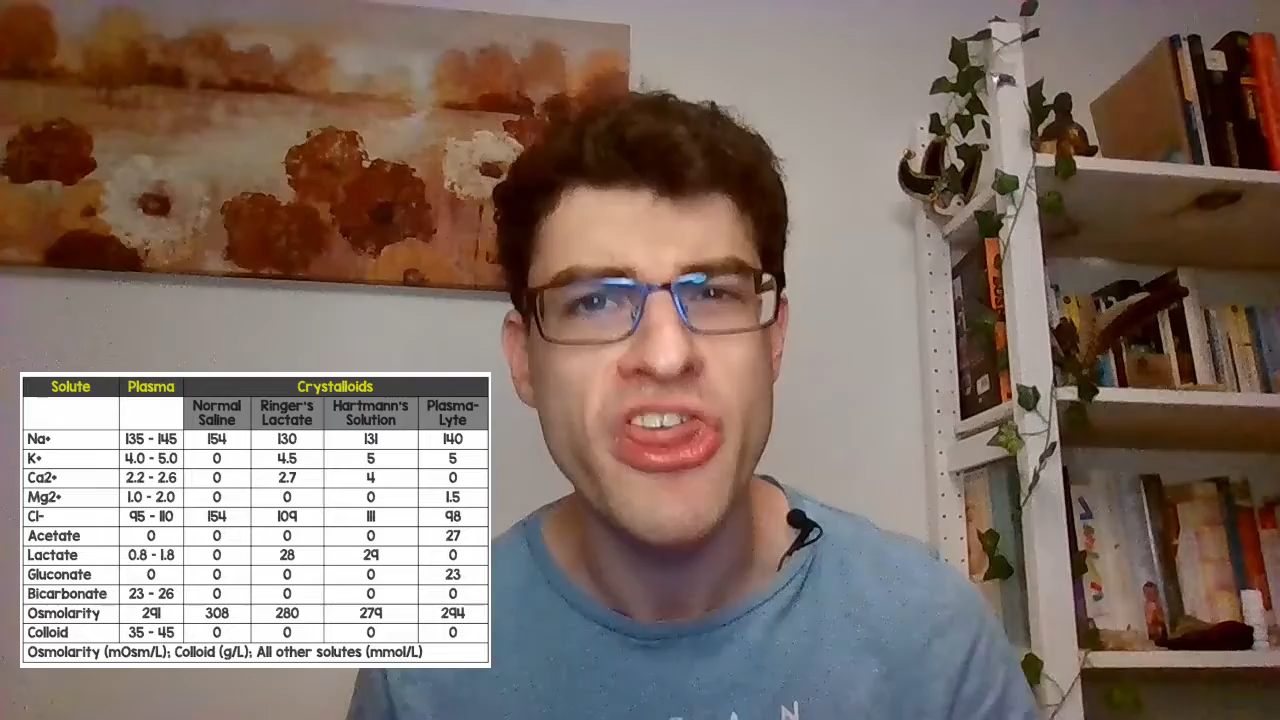 Solute Plasma Crystalloids
Normal Saline Ringer's Lactate Hartmann's Solution Plasma-Lyte
Na+ 135 - 145 154 130 131 140
K+ 4.0 - 5.0 0 4.5 5 5
Ca2+ 2.2 - 2.6 0 2.7 4 0
Mg2+ 1.0 - 2.0 0 0 0 1.5
Cl- 95 - 110 154 109 111 98
Acetate 0 0 0 0 27
Lactate 0.8 - 1.8 0 28 29 0
Gluconate 0 0 0 0 23
Bicarbonate 23 - 26 0 0 0 0
Osmolarity 291 308 280 279 294
Colloid 35 - 45 0 0 0 0
Osmolarity (mOsm/L); Colloid (g/L); All other solutes (mmol/L)